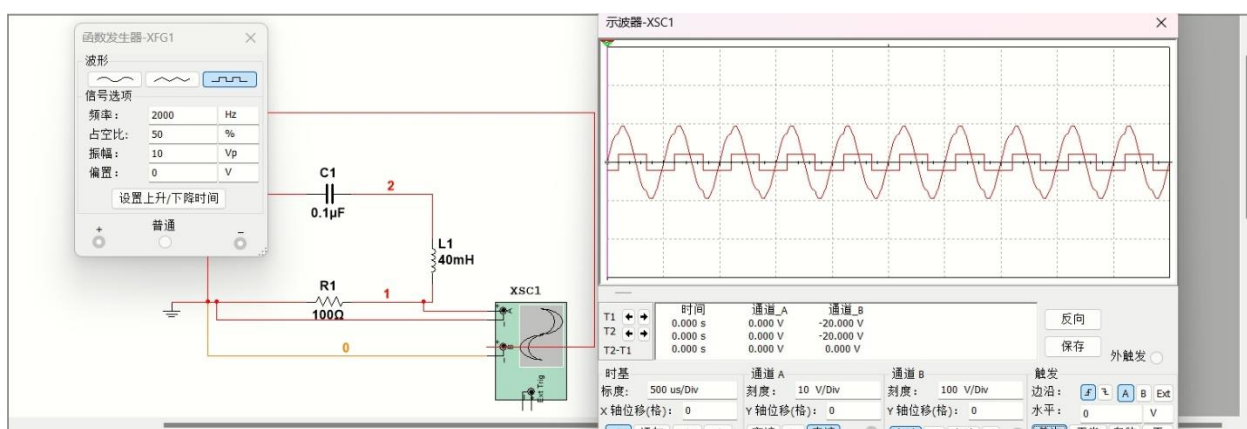 函数发生器-XFG1
波形
信号选项
频率: 2000 Hz
占空比: 50 %
振幅: 10 Vp
偏置: 0 V
设置上升/下降时间
+ 普通 −
C1
2
0.1μF
L1
40mH
R1
1
100Ω
0
XSC1
A
B
Ext Trig
示波器-XSC1
时间 通道_A 通道_B
T1 0.000 s 0.000 V -20.000 V
T2 0.000 s 0.000 V -20.000 V
T2-T1 0.000 s 0.000 V 0.000 V
反向
保存
外触发
时基 通道 A 通道 B 触发
标度: 500 us/Div 刻度: 10 V/Div 刻度: 100 V/Div 边沿: A B Ext
X 轴位移(格): 0 Y 轴位移(格): 0 Y 轴位移(格): 0 水平: 0 V